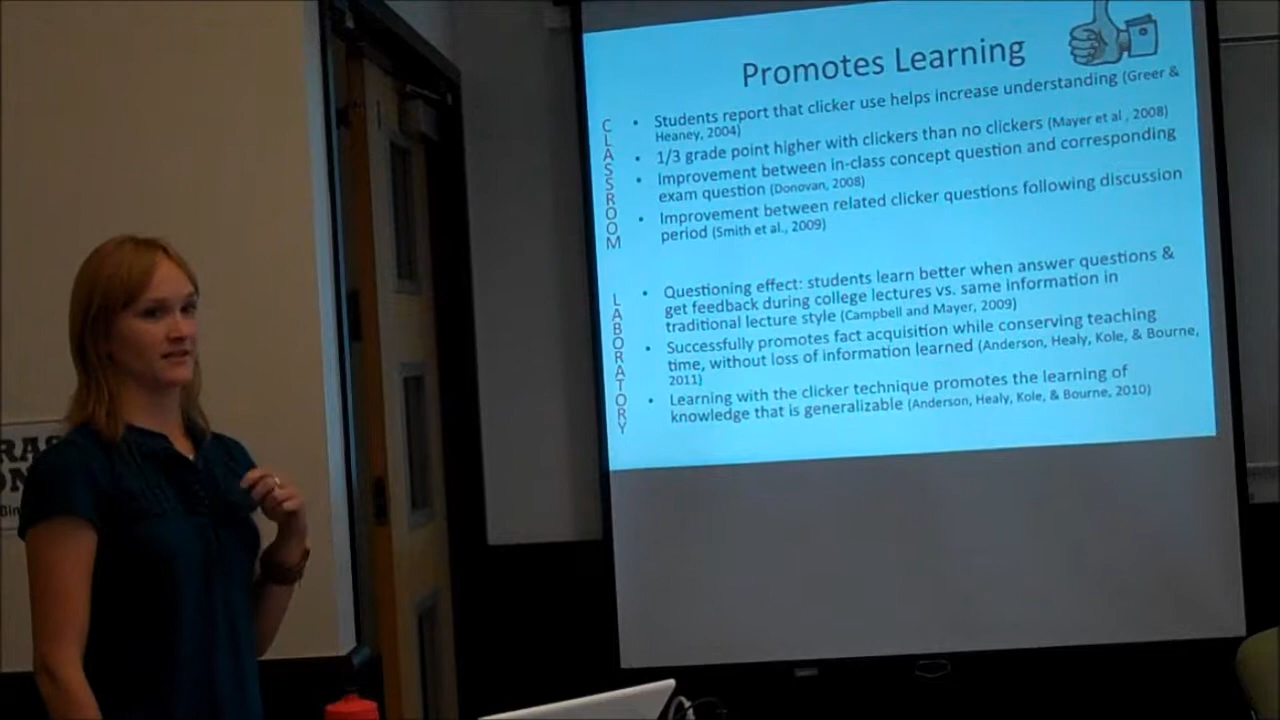 Promotes Learning
CLASSROOM
• Students report that clicker use helps increase understanding (Greer &
Heaney, 2004)
• 1/3 grade point higher with clickers than no clickers (Mayer et al , 2008)
• Improvement between in-class concept question and corresponding
exam question (Donovan, 2008)
• Improvement between related clicker questions following discussion
period (Smith et al., 2009)
LABORATORY
• Questioning effect: students learn better when answer questions &
get feedback during college lectures vs. same information in
traditional lecture style (Campbell and Mayer, 2009)
• Successfully promotes fact acquisition while conserving teaching
time, without loss of information learned (Anderson, Healy, Kole, & Bourne,
2011)
• Learning with the clicker technique promotes the learning of
knowledge that is generalizable (Anderson, Healy, Kole, & Bourne, 2010)